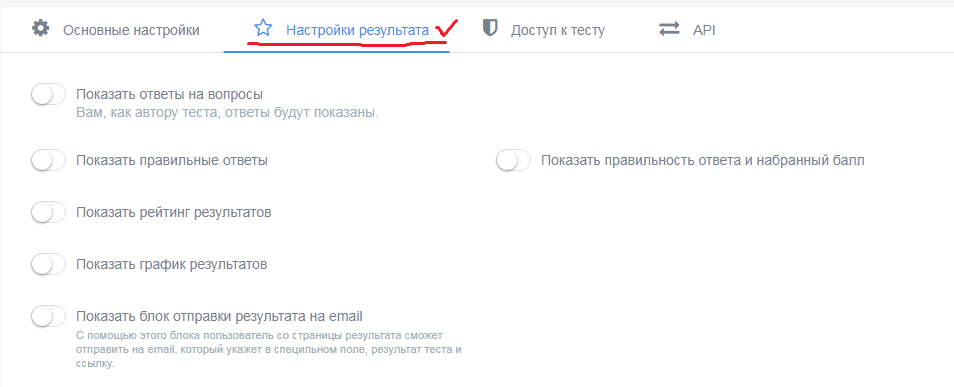 Основные настройки
Настройки результата
Доступ к тесту
API
Показать ответы на вопросы
Вам, как автору теста, ответы будут показаны.
Показать правильные ответы
Показать правильность ответа и набранный балл
Показать рейтинг результатов
Показать график результатов
Показать блок отправки результата на email
С помощью этого блока пользователь со страницы результата сможет
отправить на email, который укажет в специльном поле, результат теста и
ссылку.